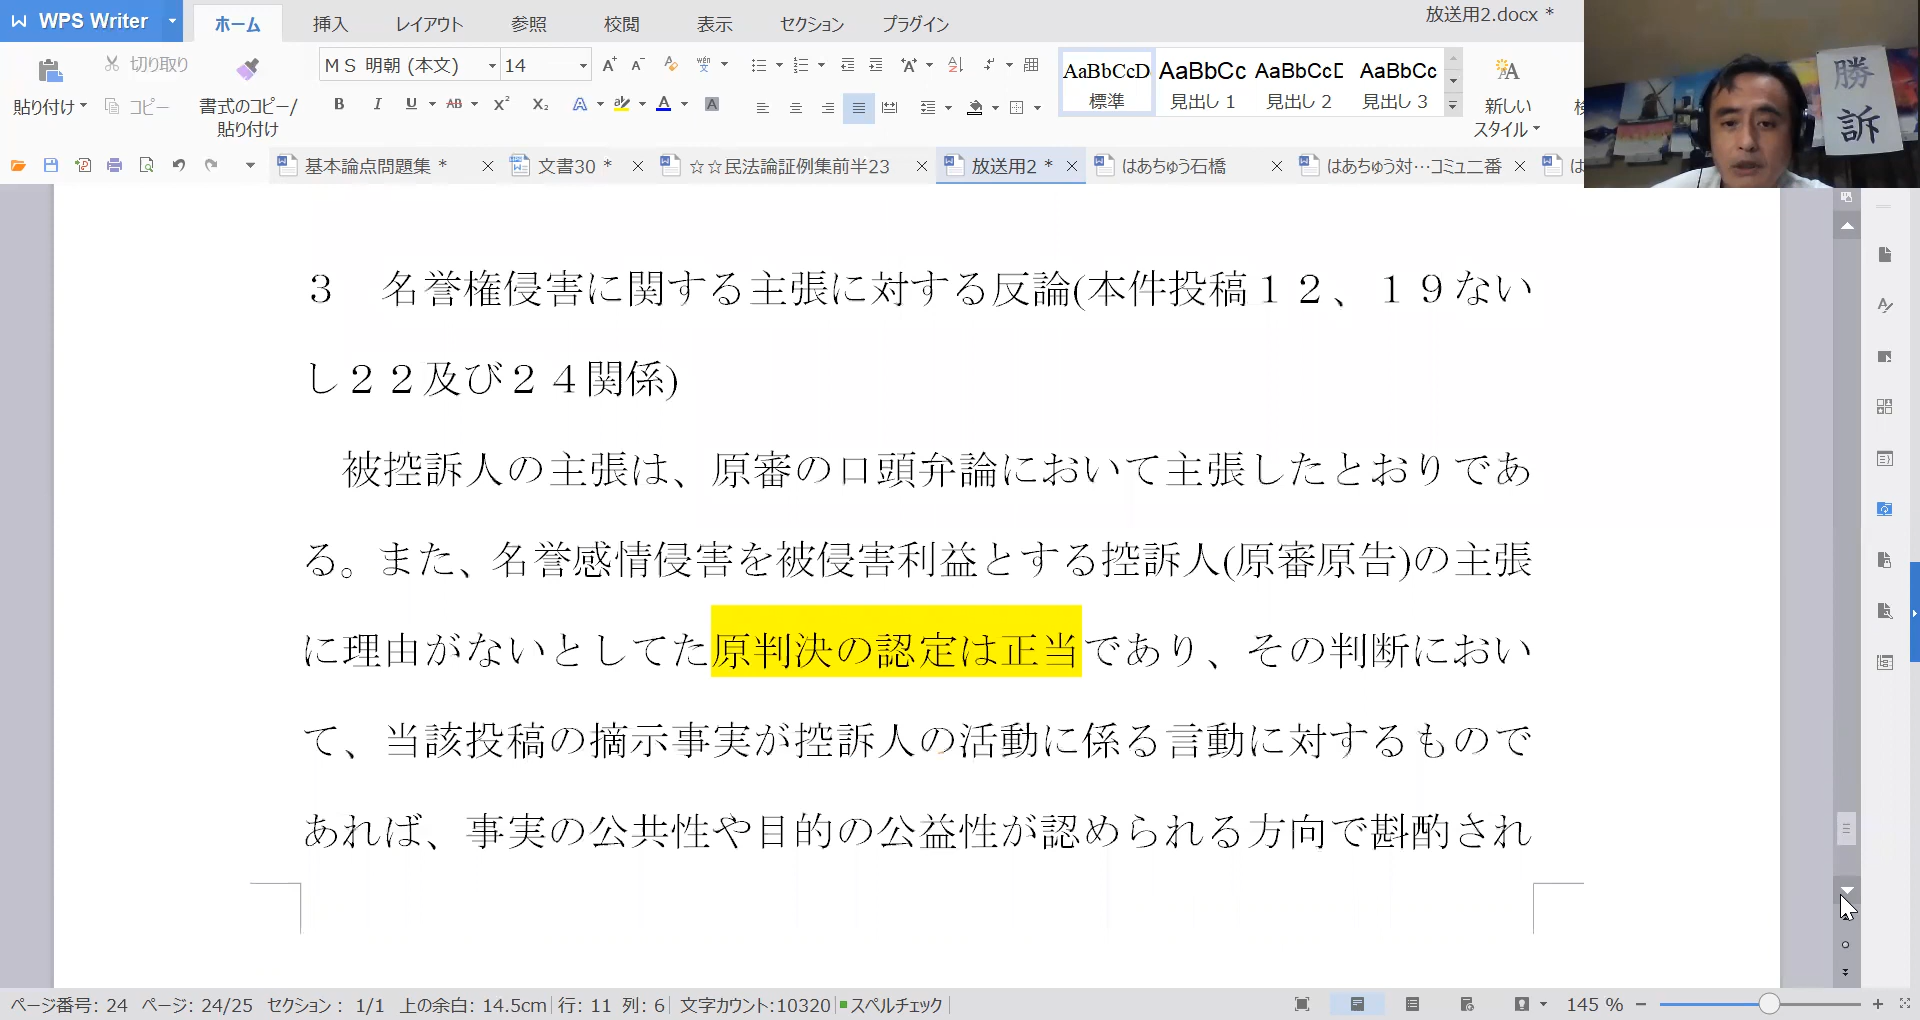 WPS Writer
ホーム
挿入
レイアウト
参照
校閲
表示
セクション
プラグイン
放送用2.docx *
貼り付け
切り取り
コピー
書式のコピー/
貼り付け
ＭＳ 明朝 (本文)
14
AaBbCcD
標準
AaBbCc
見出し 1
AaBbCcD
見出し 2
AaBbCc
見出し 3
新しい
スタイル
基本論点問題集 *
文書30 *
☆☆民法論証例集前半23
放送用2 *
はあちゅう石橋
はあちゅう対…コミュ二番
は
勝
訴
３　名誉権侵害に関する主張に対する反論(本件投稿１２、１９ない
し２２及び２４関係)
被控訴人の主張は、原審の口頭弁論において主張したとおりであ
る。また、名誉感情侵害を被侵害利益とする控訴人(原審原告)の主張
に理由がないとしてた原判決の認定は正当であり、その判断におい
て、当該投稿の摘示事実が控訴人の活動に係る言動に対するもので
あれば、事実の公共性や目的の公益性が認められる方向で斟酌され
ページ番号: 24　ページ: 24/25　セクション： 1/1　上の余白: 14.5cm　行: 11　列: 6　文字カウント:10320　スペルチェック
145 %